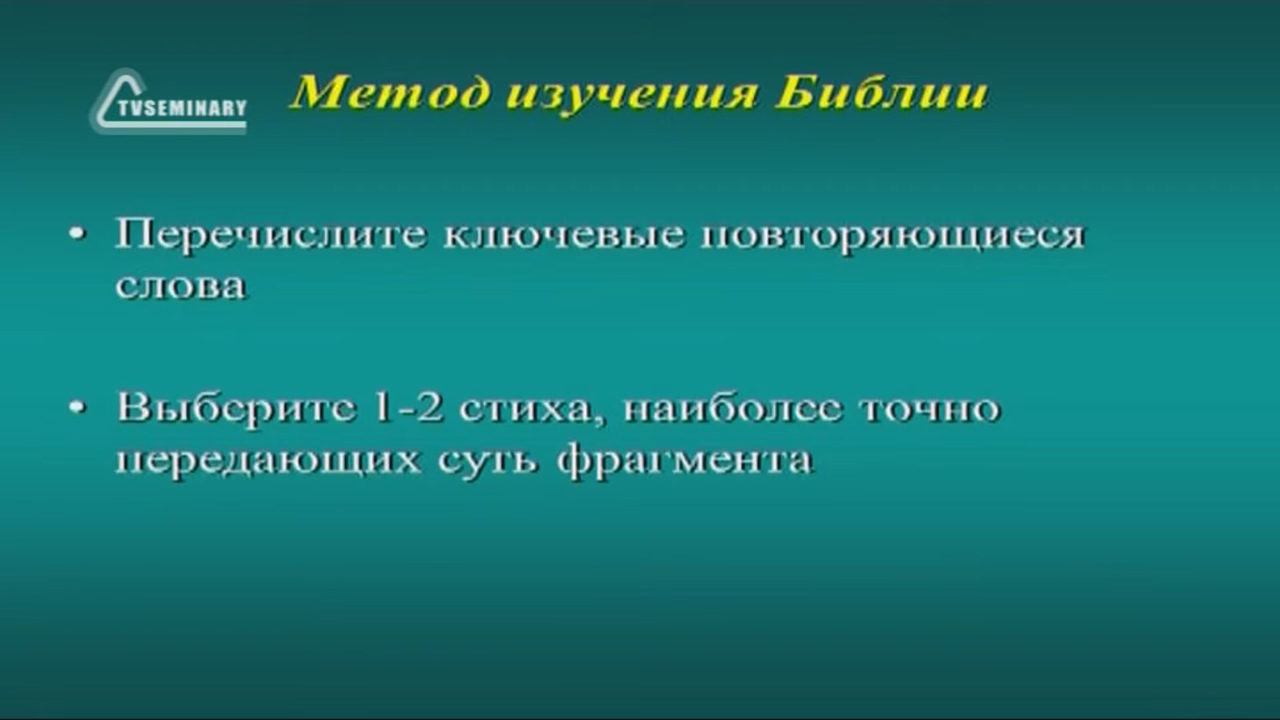 Метод изучения Библии
TVSEMINARY
• Перечислите ключевые повторяющиеся
слова
• Выберите 1-2 стиха, наиболее точно
передающих суть фрагмента